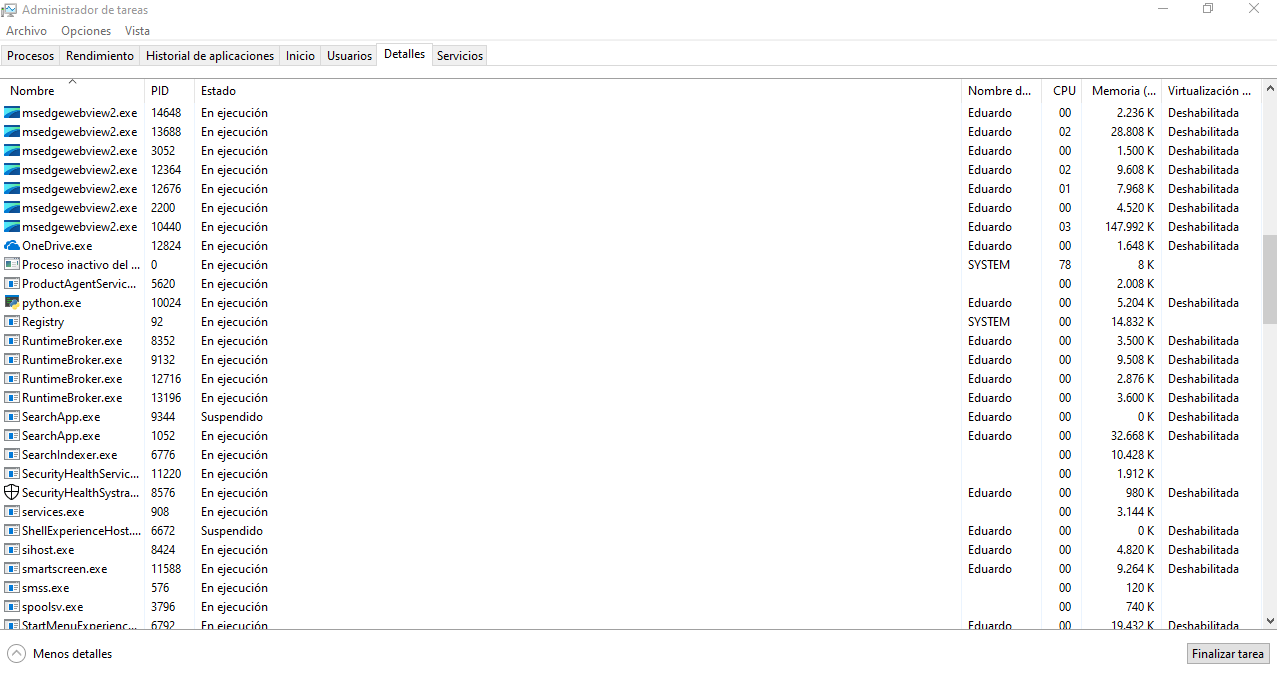 Administrador de tareas
Archivo Opciones Vista
Procesos Rendimiento Historial de aplicaciones Inicio Usuarios Detalles Servicios
Nombre PID Estado Nombre d... CPU Memoria (... Virtualización ...
msedgewebview2.exe 14648 En ejecución Eduardo 00 2.236 K Deshabilitada
msedgewebview2.exe 13688 En ejecución Eduardo 02 28.808 K Deshabilitada
msedgewebview2.exe 3052 En ejecución Eduardo 00 1.500 K Deshabilitada
msedgewebview2.exe 12364 En ejecución Eduardo 02 9.608 K Deshabilitada
msedgewebview2.exe 12676 En ejecución Eduardo 01 7.968 K Deshabilitada
msedgewebview2.exe 2200 En ejecución Eduardo 00 4.520 K Deshabilitada
msedgewebview2.exe 10440 En ejecución Eduardo 03 147.992 K Deshabilitada
OneDrive.exe 12824 En ejecución Eduardo 00 1.648 K Deshabilitada
Proceso inactivo del ... 0 En ejecución SYSTEM 78 8 K
ProductAgentServic... 5620 En ejecución 00 2.008 K
python.exe 10024 En ejecución Eduardo 00 5.204 K Deshabilitada
Registry 92 En ejecución SYSTEM 00 14.832 K
RuntimeBroker.exe 8352 En ejecución Eduardo 00 3.500 K Deshabilitada
RuntimeBroker.exe 9132 En ejecución Eduardo 00 9.508 K Deshabilitada
RuntimeBroker.exe 12716 En ejecución Eduardo 00 2.876 K Deshabilitada
RuntimeBroker.exe 13196 En ejecución Eduardo 00 3.600 K Deshabilitada
SearchApp.exe 9344 Suspendido Eduardo 00 0 K Deshabilitada
SearchApp.exe 1052 En ejecución Eduardo 00 32.668 K Deshabilitada
SearchIndexer.exe 6776 En ejecución 00 10.428 K
SecurityHealthServic... 11220 En ejecución 00 1.912 K
SecurityHealthSystra... 8576 En ejecución Eduardo 00 980 K Deshabilitada
services.exe 908 En ejecución 00 3.144 K
ShellExperienceHost.... 6672 Suspendido Eduardo 00 0 K Deshabilitada
sihost.exe 8424 En ejecución Eduardo 00 4.820 K Deshabilitada
smartscreen.exe 11588 En ejecución Eduardo 00 9.264 K Deshabilitada
smss.exe 576 En ejecución 00 120 K
spoolsv.exe 3796 En ejecución 00 740 K
StartMenuExperienc... 6792 En ejecución Eduardo 00 19.432 K Deshabilitada
Menos detalles Finalizar tarea